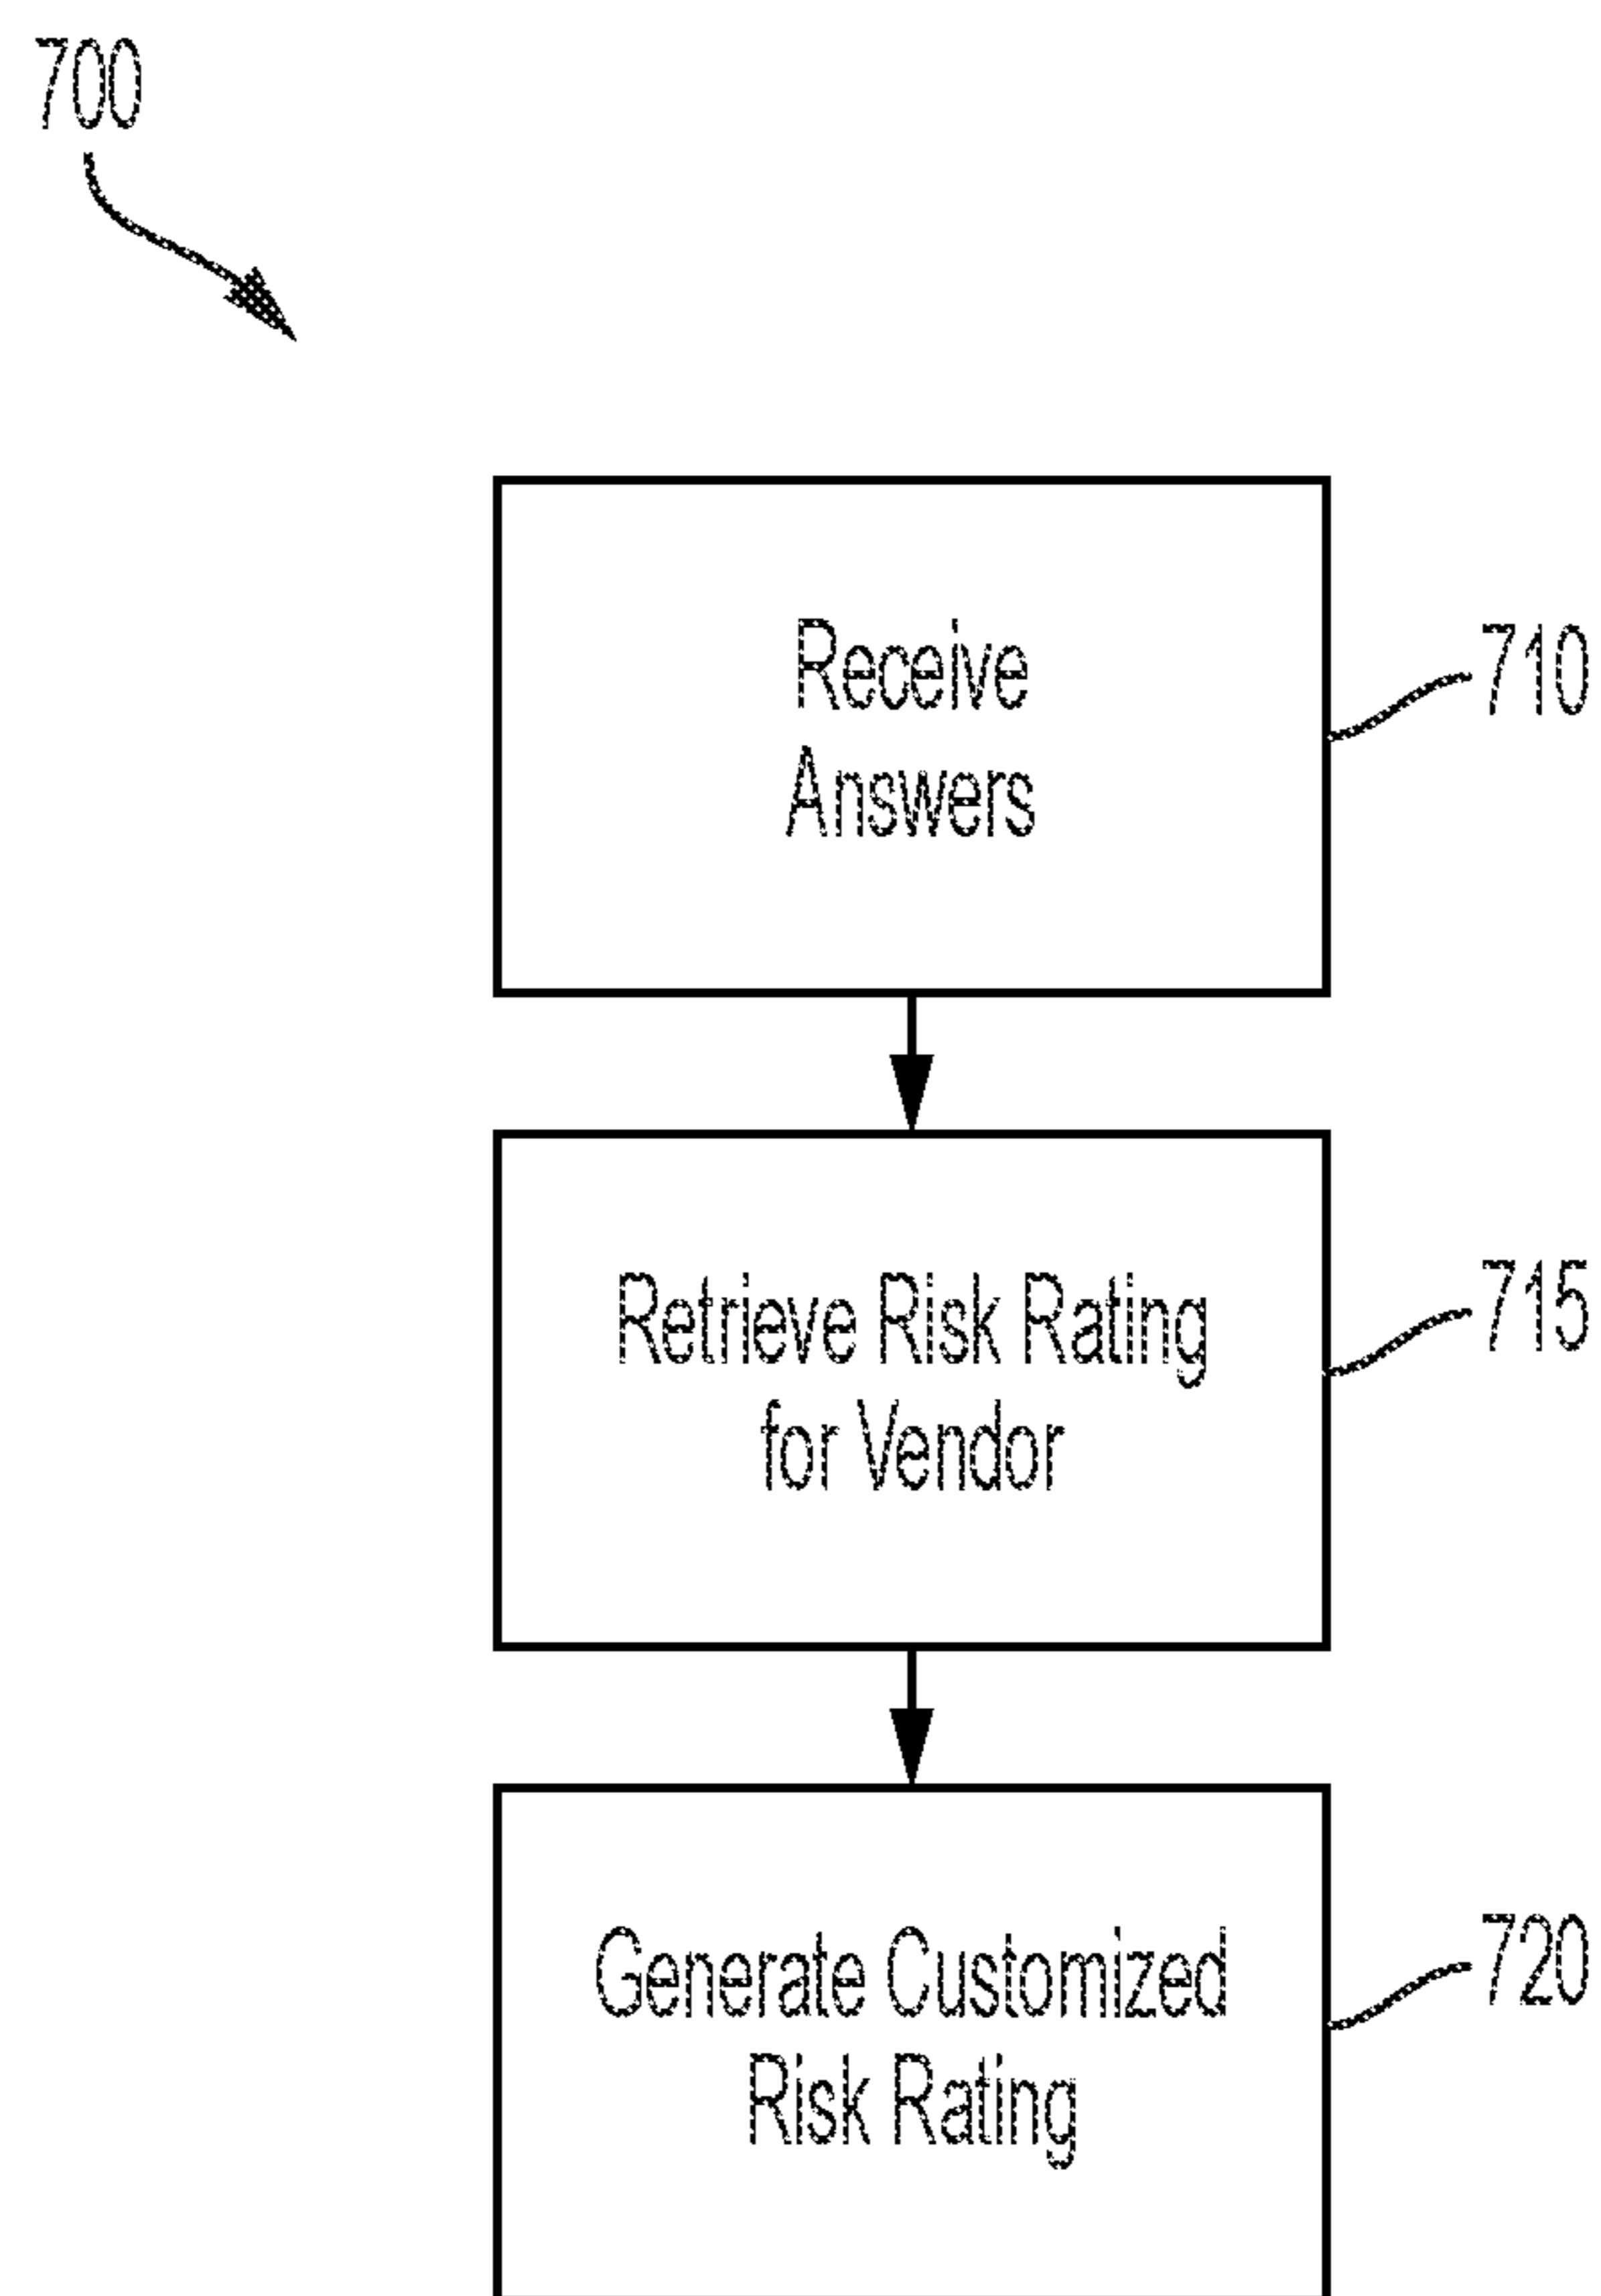 700
Receive
Answers
710
Retrieve Risk Rating
for Vendor
715
Generate Customized
Risk Rating
720